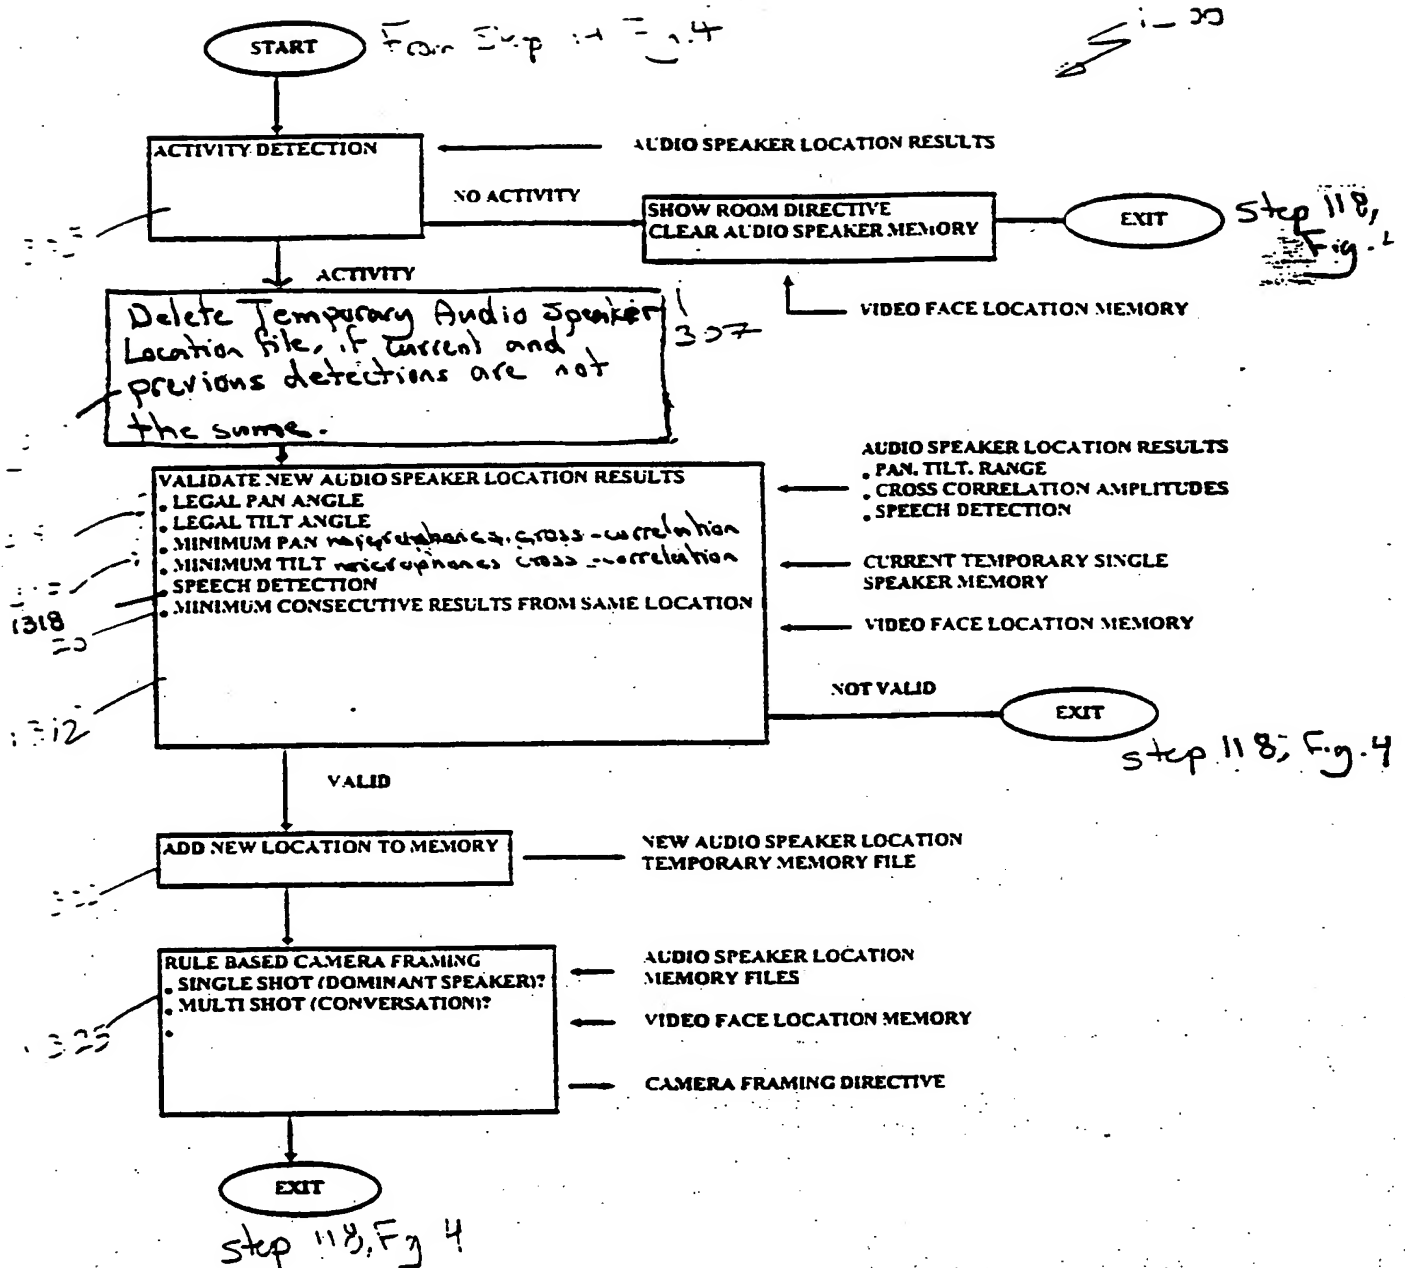 START
Fig. 4
ACTIVITY DETECTION
AUDIO SPEAKER LOCATION RESULTS
NO ACTIVITY
SHOW ROOM DIRECTIVE
CLEAR AUDIO SPEAKER MEMORY
EXIT
step 118,
Fig.
ACTIVITY
VIDEO FACE LOCATION MEMORY
Delete Temporary Audio Speaker
Location file, if current and
previous detections are not
the same.
AUDIO SPEAKER LOCATION RESULTS
. PAN. TILT. RANGE
. CROSS CORRELATION AMPLITUDES
. SPEECH DETECTION
VALIDATE NEW AUDIO SPEAKER LOCATION RESULTS
. LEGAL PAN ANGLE
. LEGAL TILT ANGLE
. MINIMUM PAN microphones cross-correlation
. MINIMUM TILT microphones cross-correlation
. SPEECH DETECTION
. MINIMUM CONSECUTIVE RESULTS FROM SAME LOCATION
CURRENT TEMPORARY SINGLE
SPEAKER MEMORY
VIDEO FACE LOCATION MEMORY
1318
1312
NOT VALID
EXIT
step 118, Fig. 4
VALID
ADD NEW LOCATION TO MEMORY
NEW AUDIO SPEAKER LOCATION
TEMPORARY MEMORY FILE
RULE BASED CAMERA FRAMING
. SINGLE SHOT (DOMINANT SPEAKER)?
. MULTI SHOT (CONVERSATION)?
.
AUDIO SPEAKER LOCATION
MEMORY FILES
VIDEO FACE LOCATION MEMORY
CAMERA FRAMING DIRECTIVE
EXIT
step 118, Fig 4